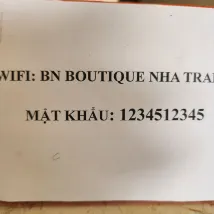 WIFI: BN BOUTIQUE NHA TRA
MẬT KHẨU: 1234512345